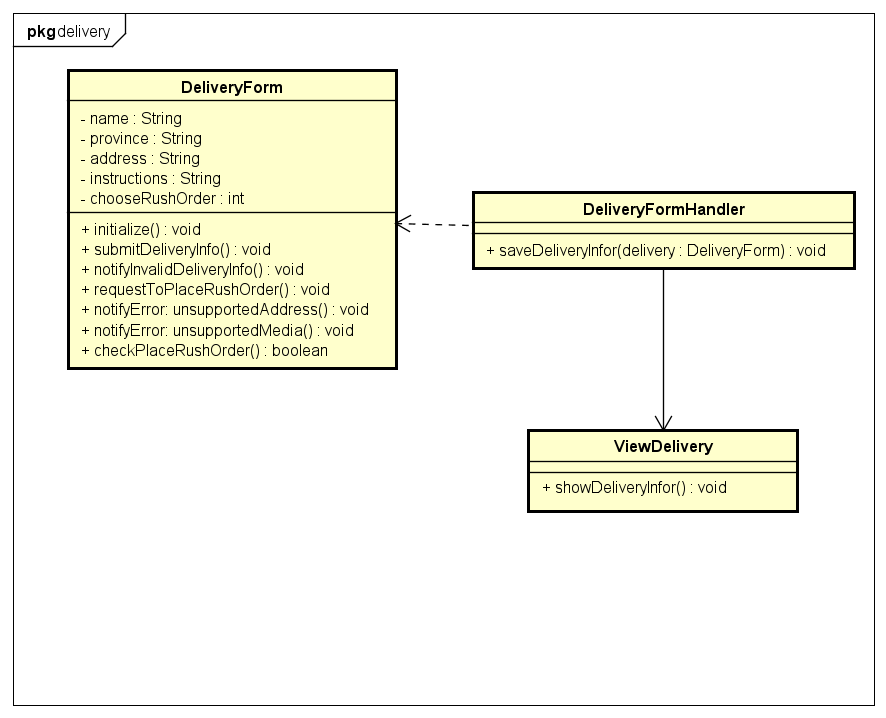 pkg delivery
DeliveryForm
- name : String
- province : String
- address : String
- instructions : String
- chooseRushOrder : int
+ initialize() : void
+ submitDeliveryInfo() : void
+ notifyInvalidDeliveryInfo() : void
+ requestToPlaceRushOrder() : void
+ notifyError: unsupportedAddress() : void
+ notifyError: unsupportedMedia() : void
+ checkPlaceRushOrder() : boolean
DeliveryFormHandler
+ saveDeliveryInfor(delivery : DeliveryForm) : void
ViewDelivery
+ showDeliveryInfor() : void